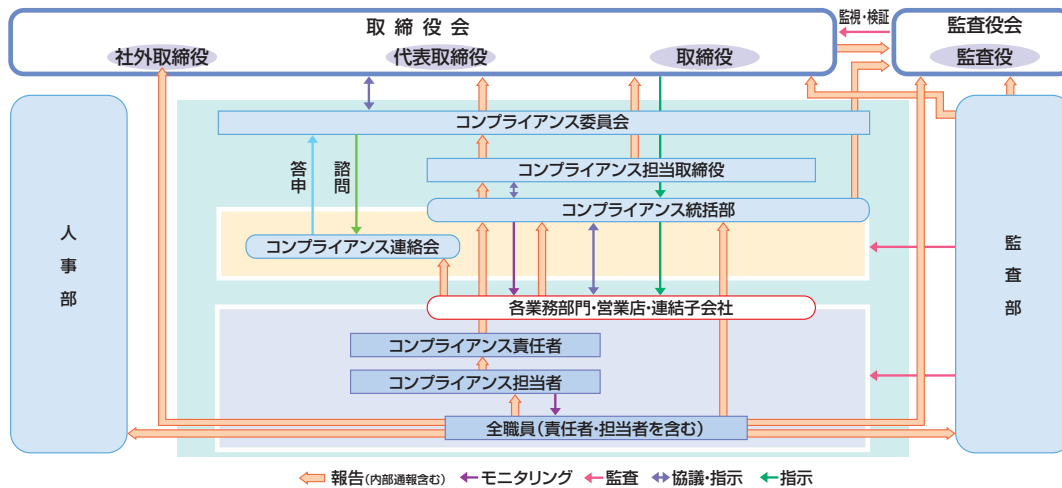 取締役会
監視・検証
監査役会
社外取締役
代表取締役
取締役
監査役
コンプライアンス委員会
答申
諮問
コンプライアンス担当取締役
コンプライアンス統括部
コンプライアンス連絡会
人事部
監査部
各業務部門・営業店・連結子会社
コンプライアンス責任者
コンプライアンス担当者
全職員(責任者・担当者を含む)
報告(内部通報含む)
モニタリング
監査
協議・指示
指示